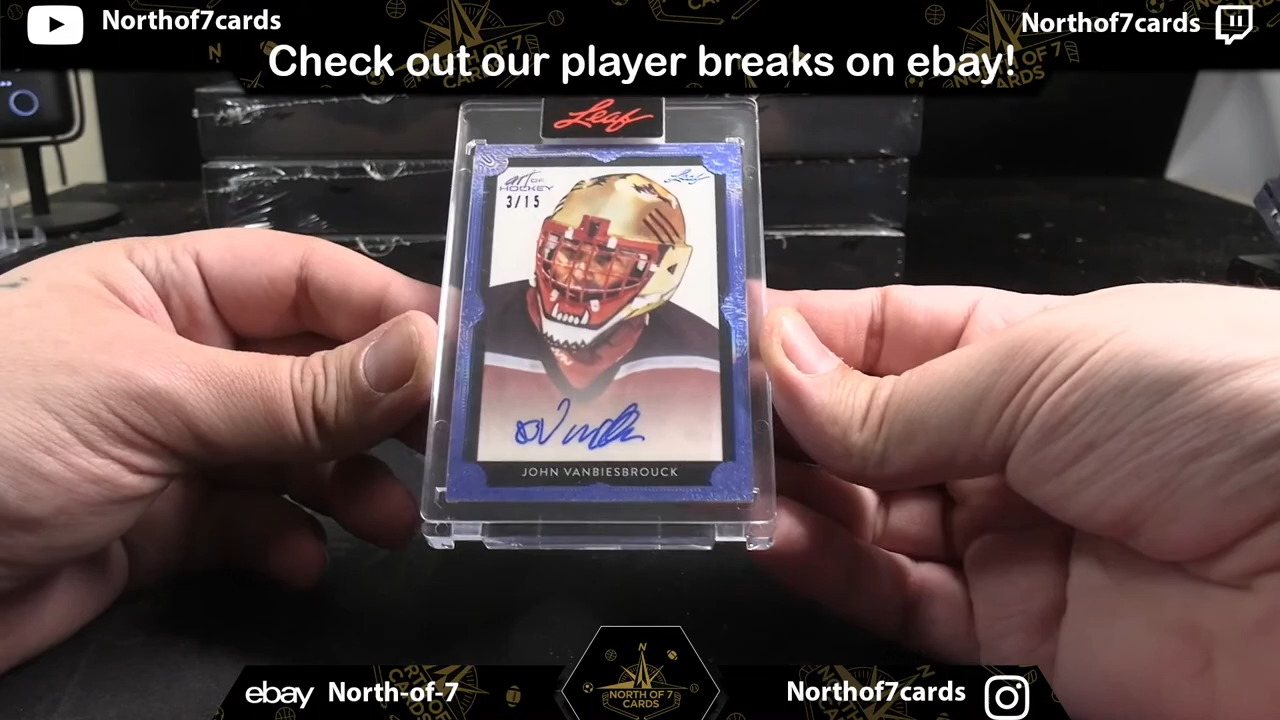 Northof7cards
Northof7cards
Check out our player breaks on ebay!
Leaf
art OF
HOCKEY
Leaf
3/15
JOHN VANBIESBROUCK
ebay North-of-7
N
NORTH OF 7
CARDS
Northof7cards